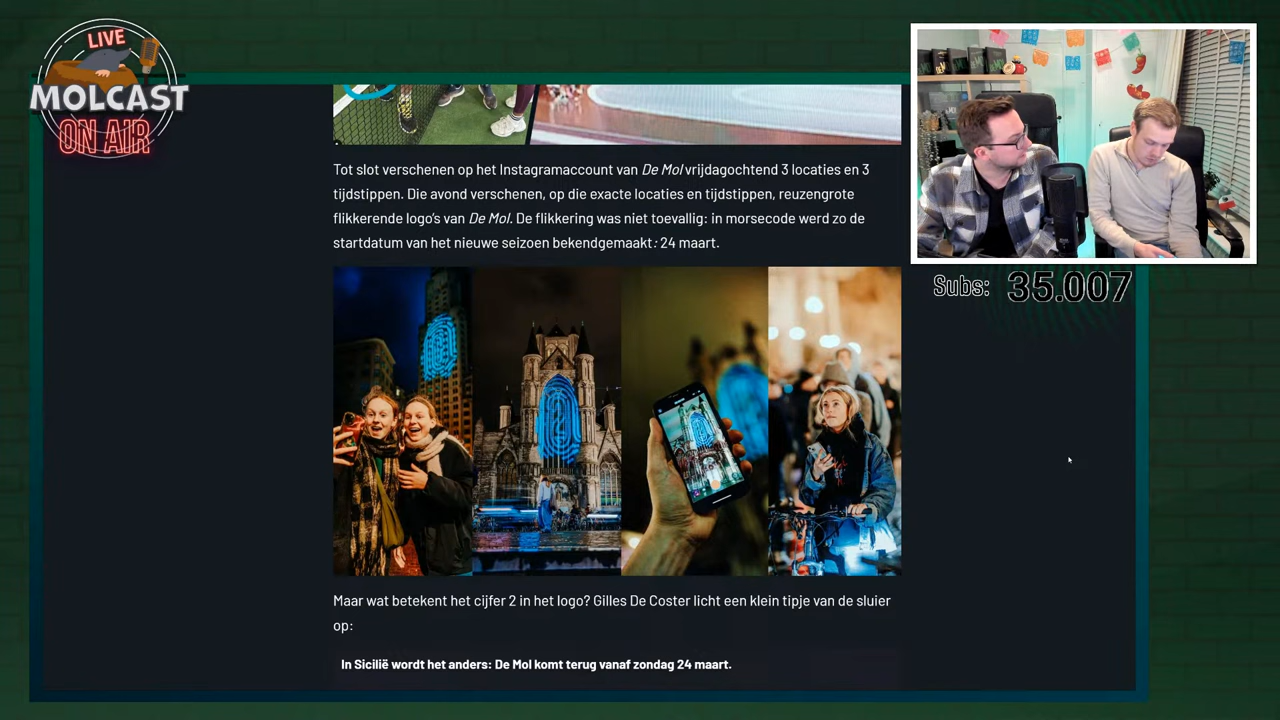 LIVE
MOLCAST
ON AIR
Tot slot verschenen op het Instagramaccount van De Mol vrijdagochtend 3 locaties en 3
tijdstippen. Die avond verschenen, op die exacte locaties en tijdstippen, reuzengrote
flikkerende logo's van De Mol. De flikkering was niet toevallig: in morsecode werd zo de
startdatum van het nieuwe seizoen bekendgemaakt: 24 maart.
Subs: 35.007
Maar wat betekent het cijfer 2 in het logo? Gilles De Coster licht een klein tipje van de sluier
op:
In Sicilië wordt het anders: De Mol komt terug vanaf zondag 24 maart.